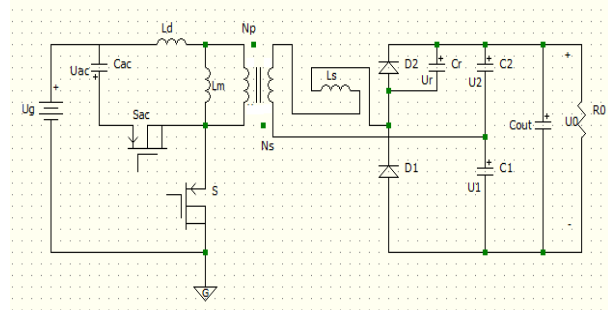 Ld
Np
Cac
Uac
+
Lm
Ls
D2
+
Cr
Ur
+
C2
U2
+
+
Ug
Sac
Ns
Cout
+
U0
R0
D1
+
C1
U1
S
-
G